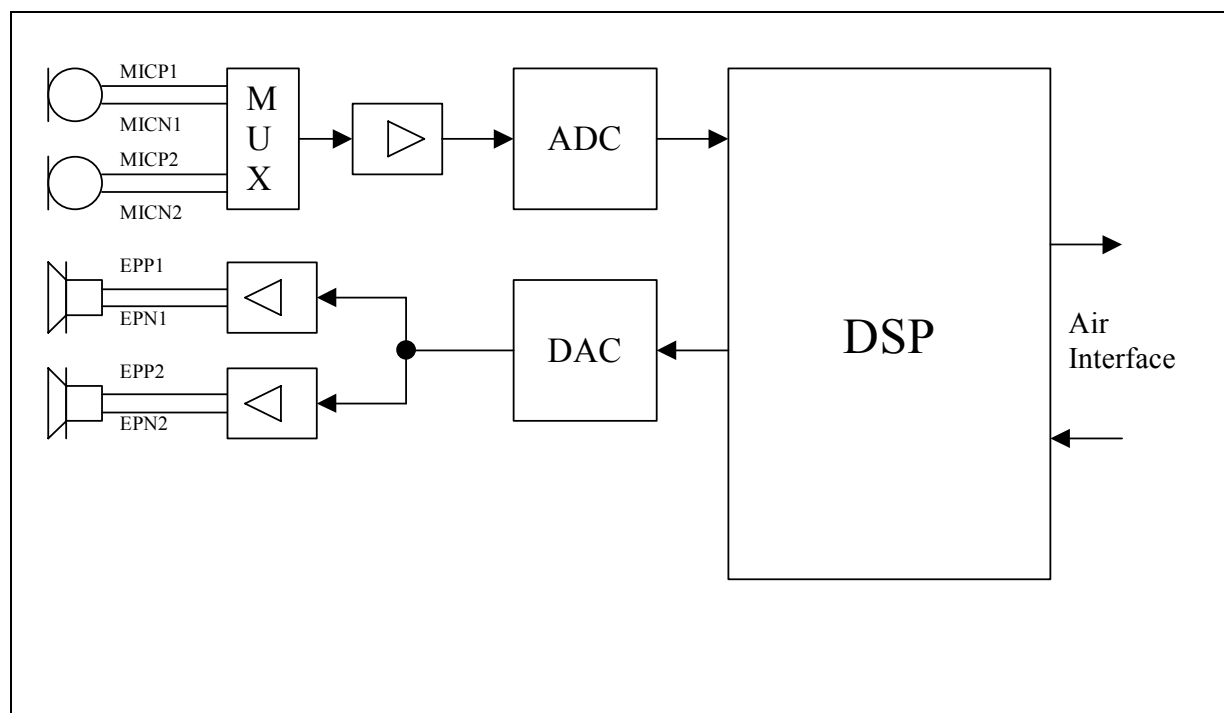 MICP1
MICN1
MICP2
MICN2
M
U
X
ADC
EPP1
EPN1
EPP2
EPN2
DAC
DSP
Air
Interface